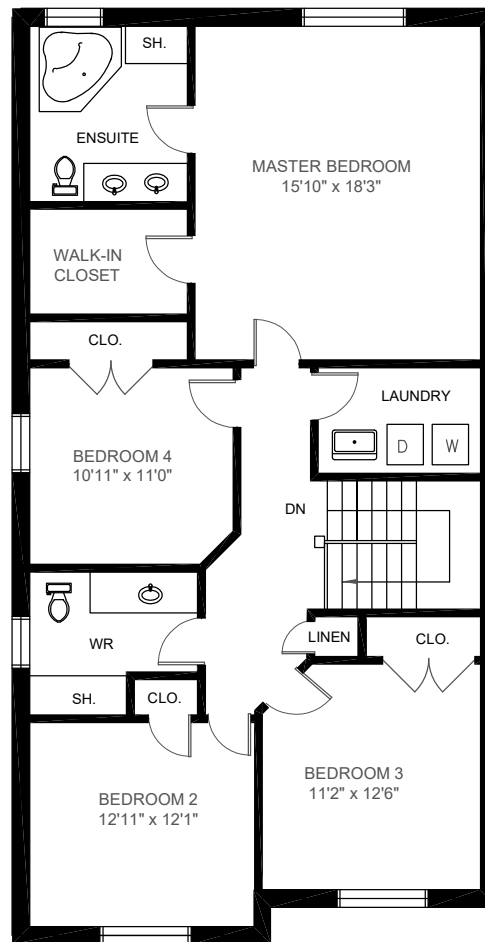 SH.
ENSUITE
MASTER BEDROOM
15'10" x 18'3"
WALK-IN
CLOSET
CLO.
LAUNDRY
D
W
BEDROOM 4
10'11" x 11'0"
DN
WR
LINEN
CLO.
SH.
CLO.
BEDROOM 3
11'2" x 12'6"
BEDROOM 2
12'11" x 12'1"